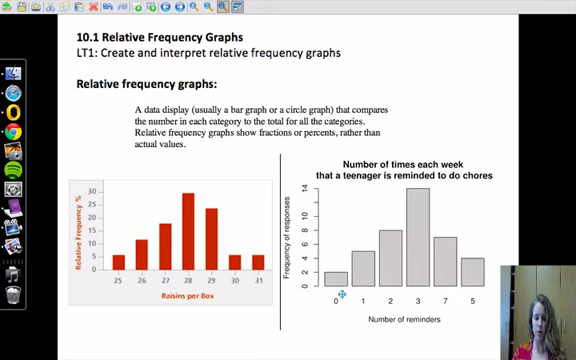 10.1 Relative Frequency Graphs
LT1: Create and interpret relative frequency graphs
Relative frequency graphs:
A data display (usually a bar graph or a circle graph) that compares
the number in each category to the total for all the categories.
Relative frequency graphs show fractions or percents, rather than
actual values.
Relative Frequency %
30
25
20
15
10
5
0
25 26 27 28 29 30 31
Raisins per Box
Number of times each week
that a teenager is reminded to do chores
Frequency of responses
14
12
10
8
6
4
2
0
0 1 2 3 7 5
Number of reminders